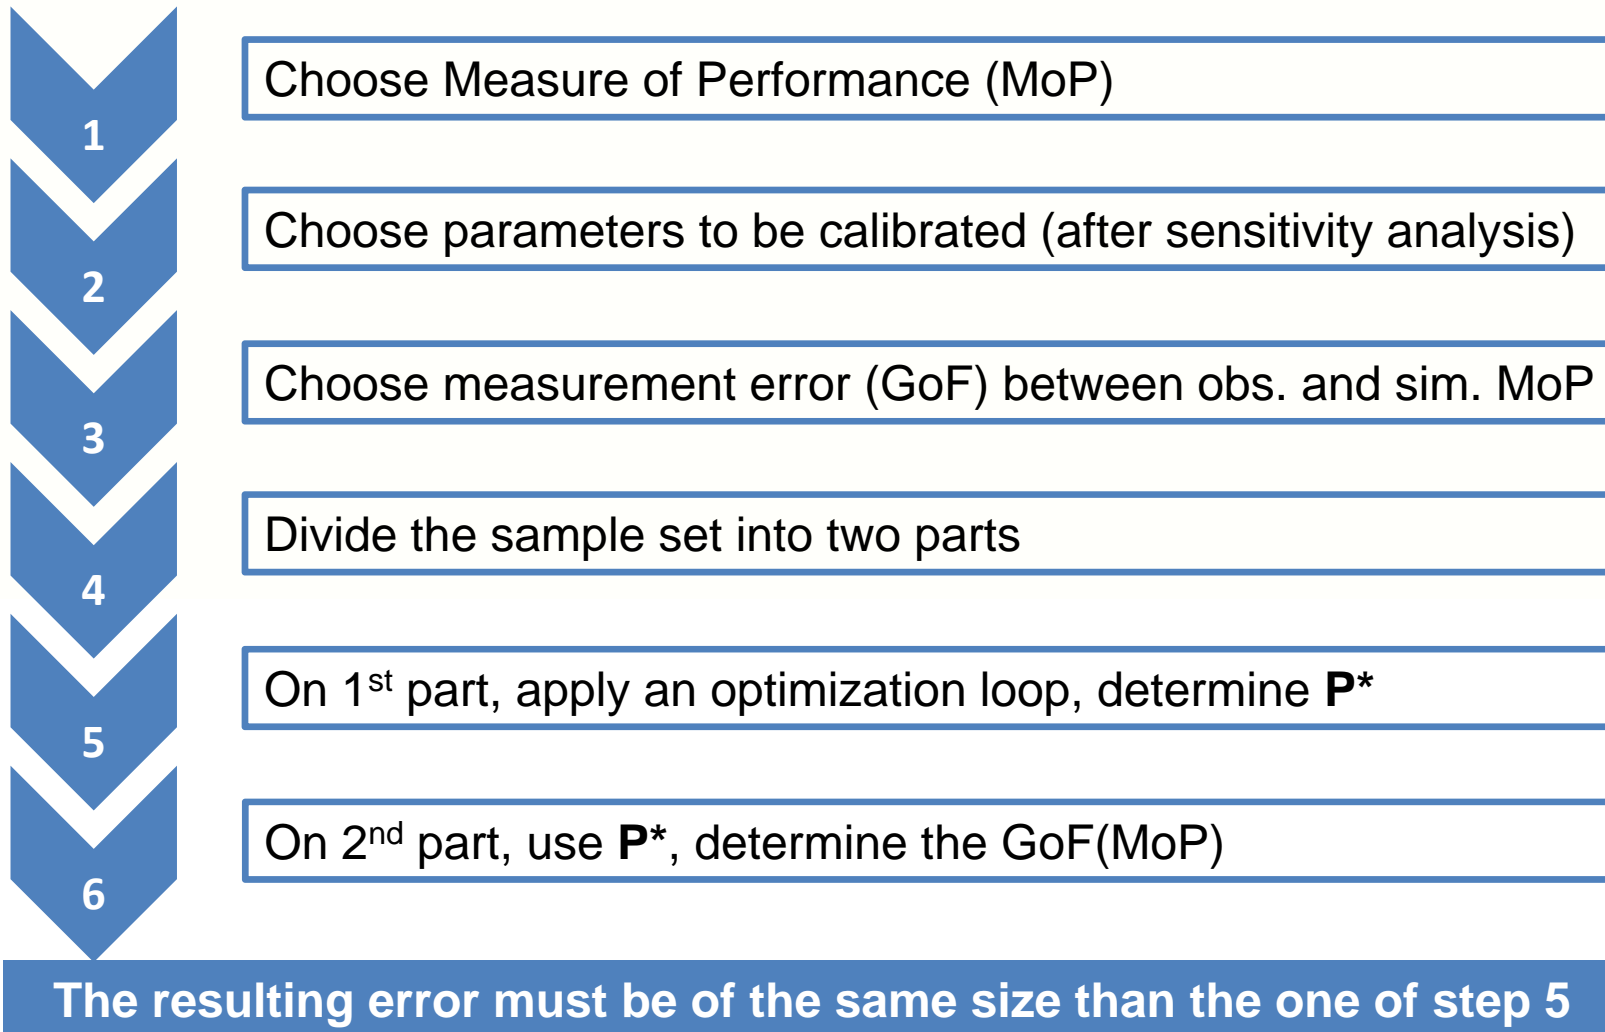 1
Choose Measure of Performance (MoP)
2
Choose parameters to be calibrated (after sensitivity analysis)
3
Choose measurement error (GoF) between obs. and sim. MoP
4
Divide the sample set into two parts
5
On 1st part, apply an optimization loop, determine P*
6
On 2nd part, use P*, determine the GoF(MoP)
The resulting error must be of the same size than the one of step 5